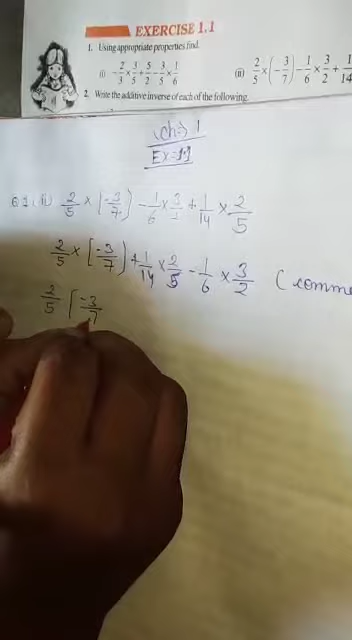 EXERCISE 1.1
1. Using appropriate properties find.
(i) -2/3 × 3/5 + 5/2 - 3/5 × 1/6 (ii) 2/5 × (-3/7) - 1/6 × 3/2 + 1/14
2. Write the additive inverse of each of the following.
Ch⇒1
Ex=1.1
(ii) 2/5 × [-3/7) - 1/6 × 3/ + 1/14 × 2/5
2/5 × [-3/7) + 1/14 × 2/5 - 1/6 × 3/2 (comm
2/5 [-3/7